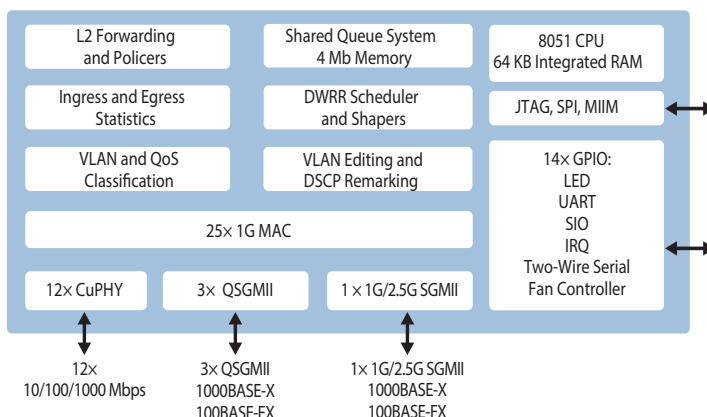 L2 Forwarding
and Policers
Shared Queue System
4 Mb Memory
8051 CPU
64 KB Integrated RAM
Ingress and Egress
Statistics
DWRR Scheduler
and Shapers
JTAG, SPI, MIIM
VLAN and QoS
Classification
VLAN Editing and
DSCP Remarking
14× GPIO:
LED
UART
SIO
IRQ
Two-Wire Serial
Fan Controller
25× 1G MAC
12× CuPHY
3× QSGMII
1 × 1G/2.5G SGMII
12×
10/100/1000 Mbps
3× QSGMII
1000BASE-X
100BASE-FX
1× 1G/2.5G SGMII
1000BASE-X
100BASE-FX